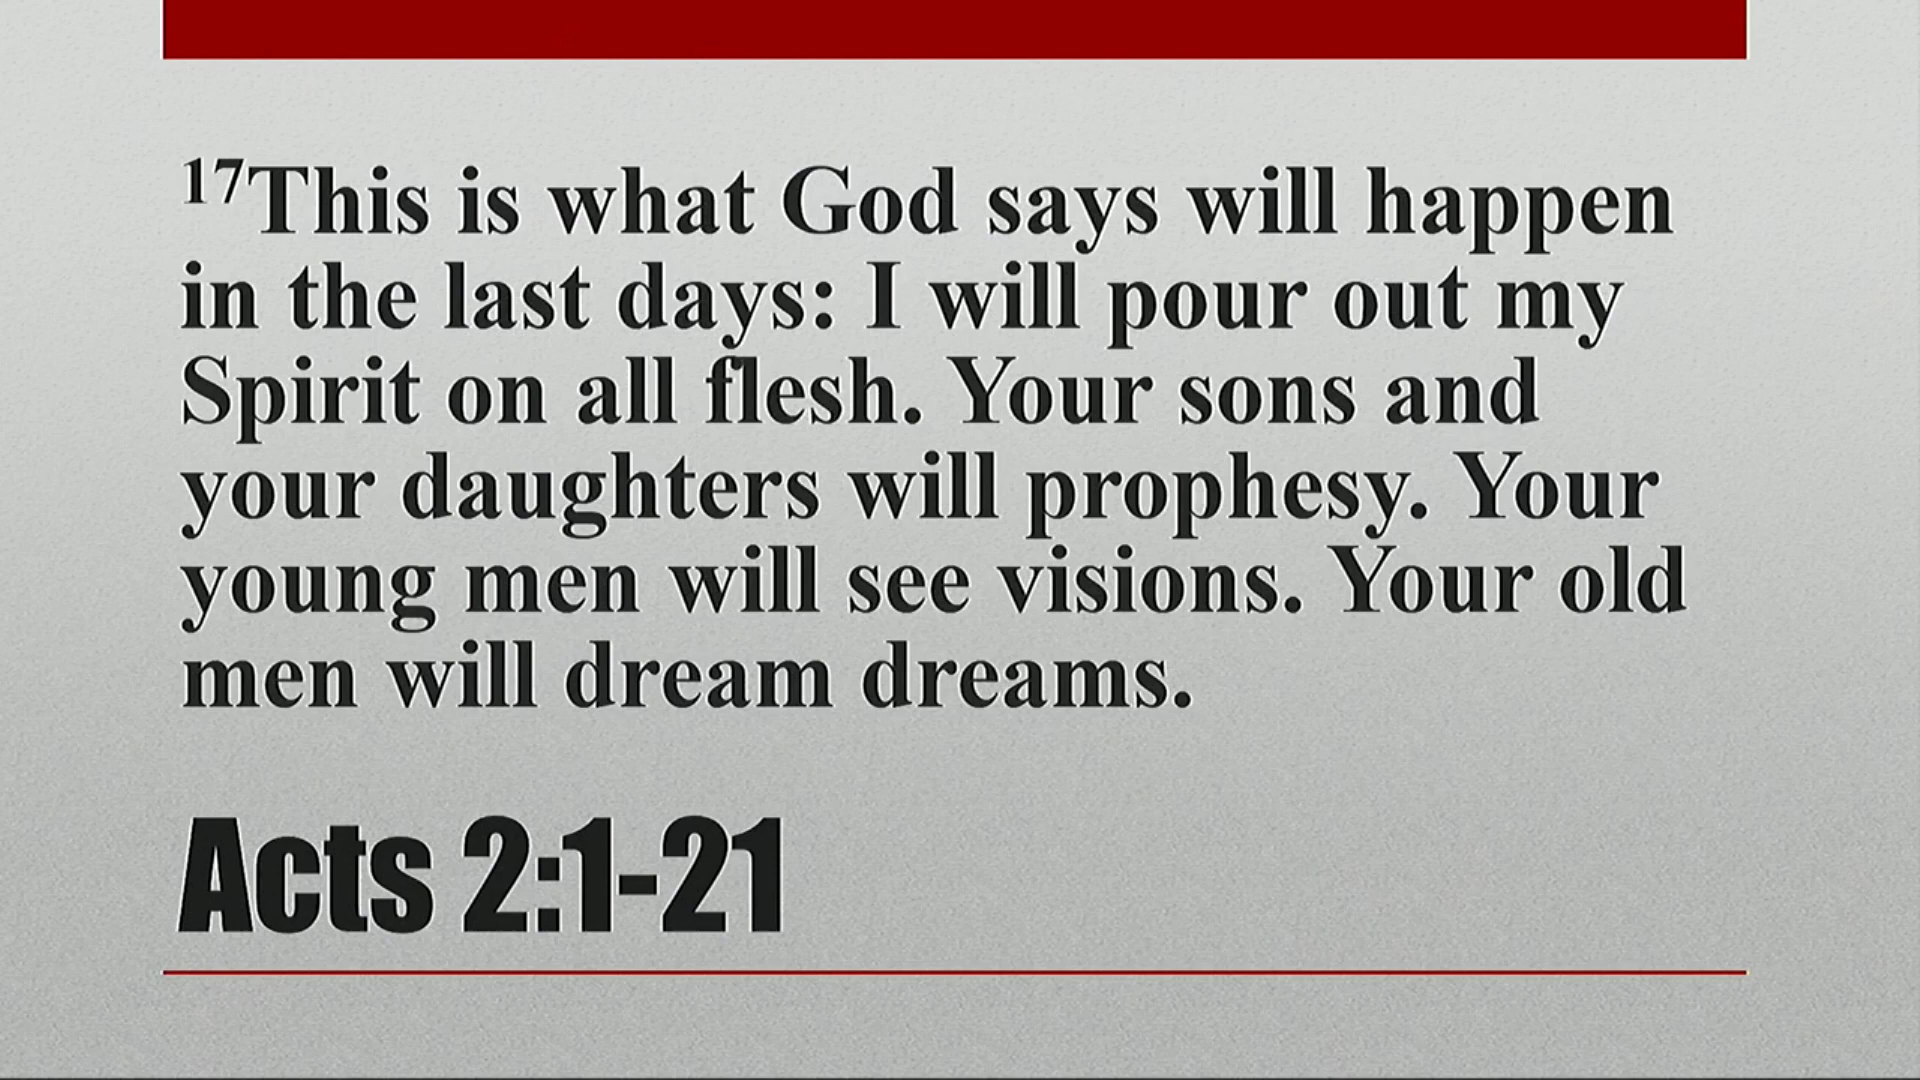 17This is what God says will happen
in the last days: I will pour out my
Spirit on all flesh. Your sons and
your daughters will prophesy. Your
young men will see visions. Your old
men will dream dreams.
Acts 2:1-21